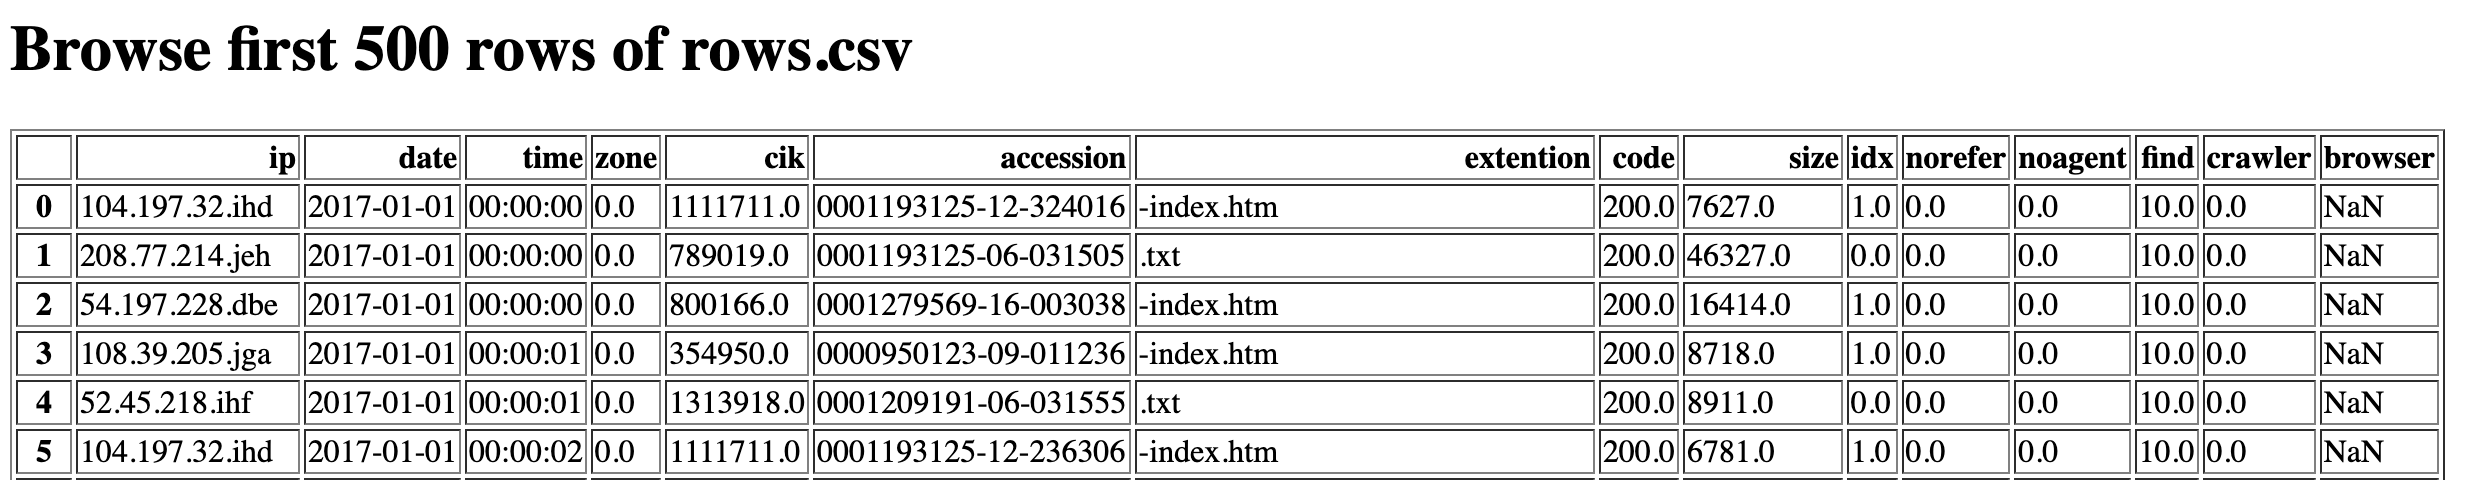 Browse first 500 rows of rows.csv
ip date time zone cik accession extention code size idx norefer noagent find crawler browser
0 104.197.32.ihd 2017-01-01 00:00:00 0.0 1111711.0 0001193125-12-324016 -index.htm 200.0 7627.0 1.0 0.0 0.0 10.0 0.0 NaN
1 208.77.214.jeh 2017-01-01 00:00:00 0.0 789019.0 0001193125-06-031505 .txt 200.0 46327.0 0.0 0.0 0.0 10.0 0.0 NaN
2 54.197.228.dbe 2017-01-01 00:00:00 0.0 800166.0 0001279569-16-003038 -index.htm 200.0 16414.0 1.0 0.0 0.0 10.0 0.0 NaN
3 108.39.205.jga 2017-01-01 00:00:01 0.0 354950.0 0000950123-09-011236 -index.htm 200.0 8718.0 1.0 0.0 0.0 10.0 0.0 NaN
4 52.45.218.ihf 2017-01-01 00:00:01 0.0 1313918.0 0001209191-06-031555 .txt 200.0 8911.0 0.0 0.0 0.0 10.0 0.0 NaN
5 104.197.32.ihd 2017-01-01 00:00:02 0.0 1111711.0 0001193125-12-236306 -index.htm 200.0 6781.0 1.0 0.0 0.0 10.0 0.0 NaN